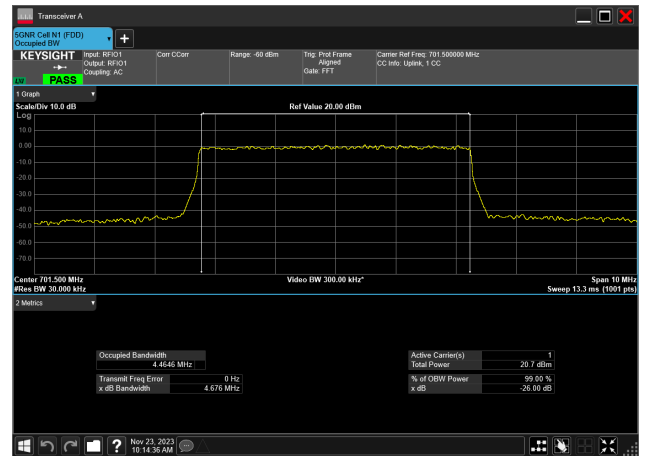 Transceiver A
5GNR Cell N1 (FDD)
Occupied BW
KEYSIGHT
LW PASS
Input: RFIO1
Output: RFIO1
Coupling: AC
Corr CCorr
Range: -60 dBm
Trig: Prot Frame
Aligned
Gate: FFT
Carrier Ref Freq: 701.500000 MHz
CC Info: Uplink, 1 CC
1 Graph
Scale/Div 10.0 dB
Ref Value 20.00 dBm
Log
10.0
0.00
-10.0
-20.0
-30.0
-40.0
-50.0
-60.0
-70.0
Center 701.500 MHz
Video BW 300.00 kHz*
Span 10 MHz
#Res BW 30.000 kHz
Sweep 13.3 ms (1001 pts)
2 Metrics
Occupied Bandwidth
4.4646 MHz
Transmit Freq Error 0 Hz
x dB Bandwidth 4.676 MHz
Active Carrier(s) 1
Total Power 20.7 dBm
% of OBW Power 99.00 %
x dB -26.00 dB
Nov 23, 2023
10:14:36 AM